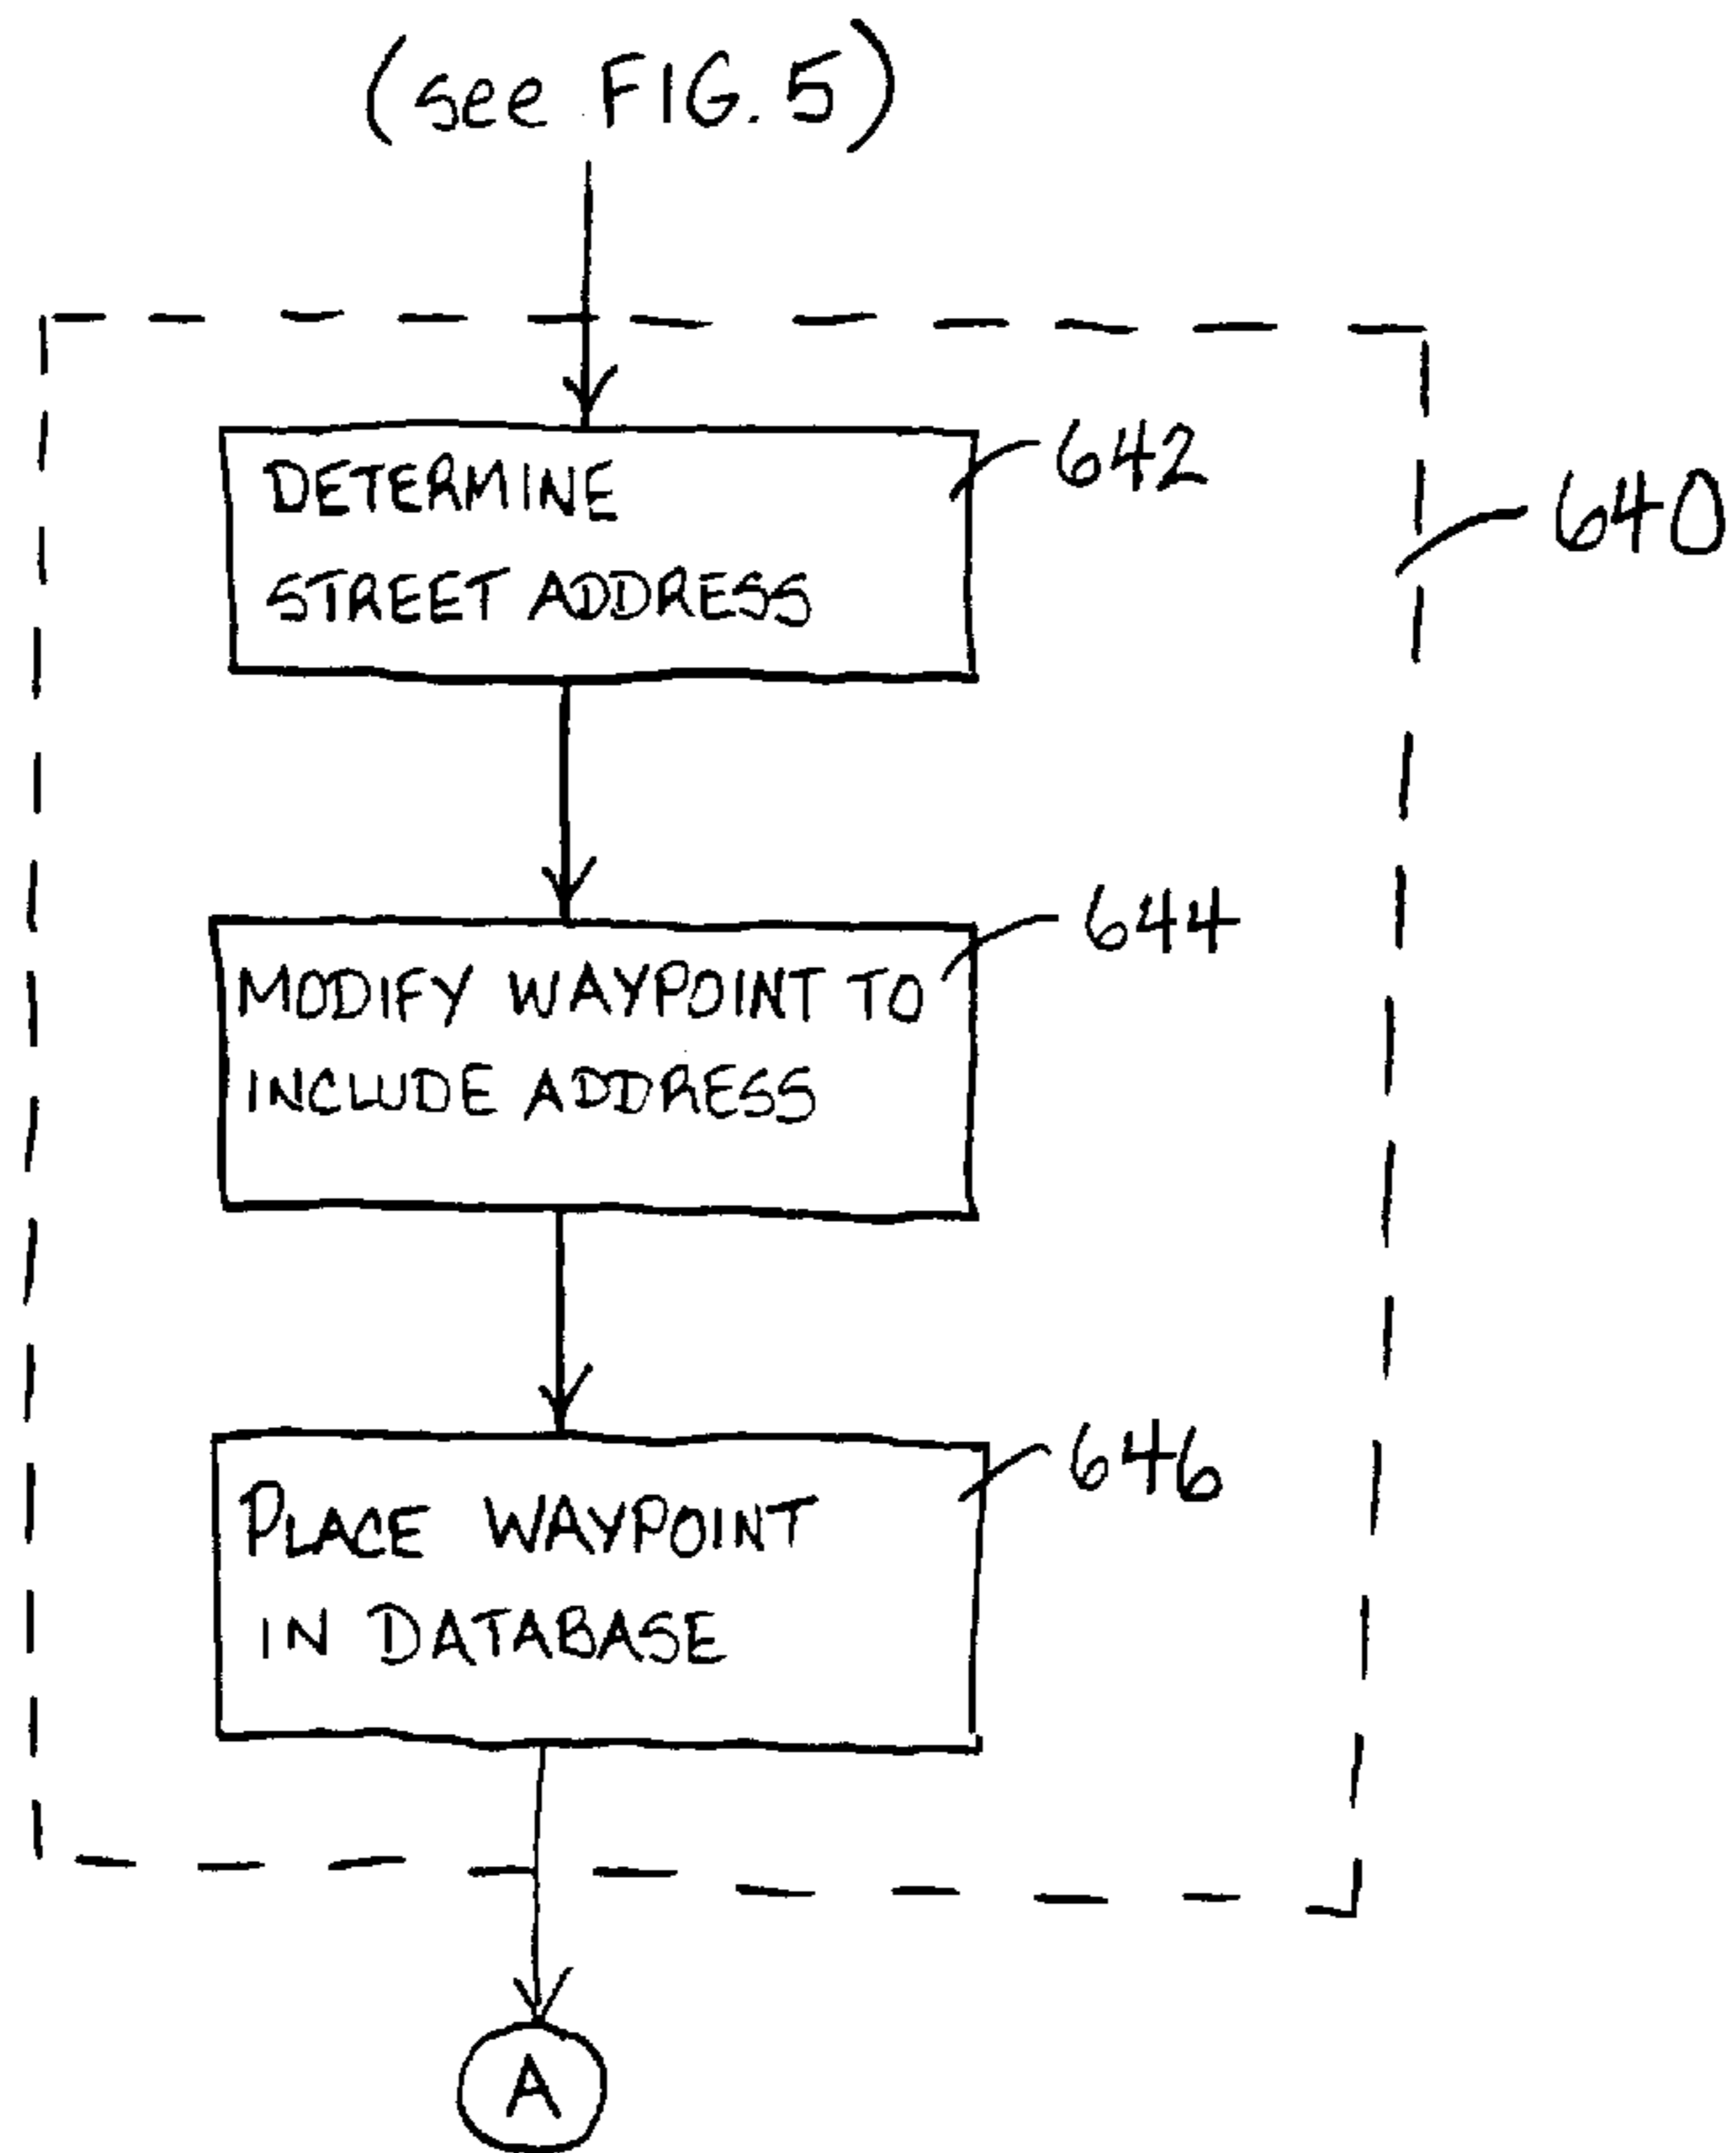 (see FIG. 5)
DETERMINE
STREET ADDRESS
642
640
MODIFY WAYPOINT TO
INCLUDE ADDRESS
644
PLACE WAYPOINT
IN DATABASE
646
A